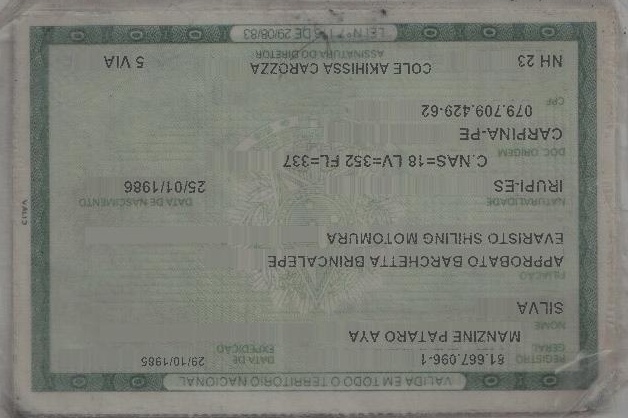 VALIDA EM TODO O TERRITORIO NACIONAL
REGISTRO GERAL 81.667.096-1 DATA DE EXPEDIÇÃO 29/10/1985
NOME MANZINE PATARO AYA
SILVA
FILIAÇÃO
APPROBATO BARCHETTA BRINCALEPE
EVARISTO SHILING MOTOMURA
NATURALIDADE DATA DE NASCIMENTO
IRUPI-ES 25/01/1986
DOC. ORIGEM C.NAS=18 LV=352 FL=337
CARPINA-PE
CPF 079.709.429-62
NH 23 COLE AKIHISSA CAROZZA 5 VIA
ASSINATURA DO DIRETOR
LEI Nº 7.116 DE 29/08/83